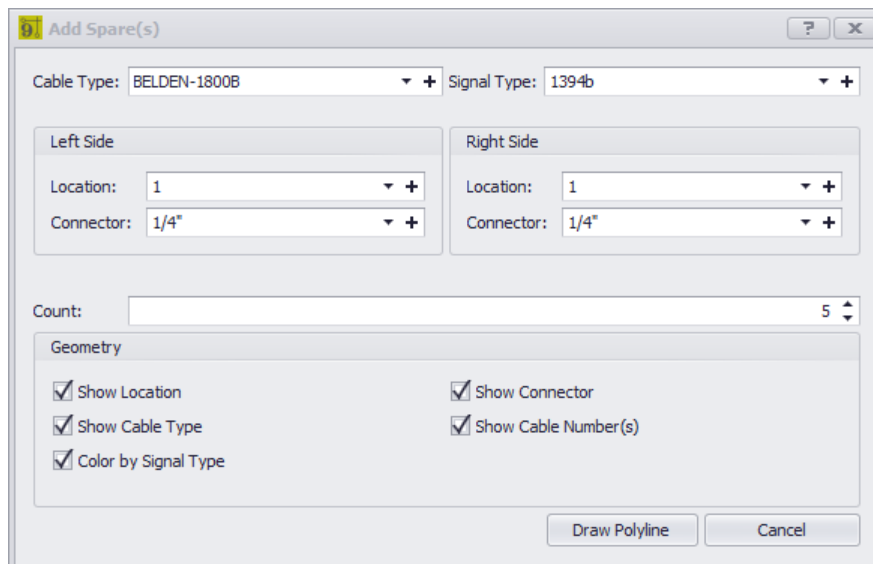 Add Spare(s)
Cable Type: BELDEN-1800B Signal Type: 1394b
Left Side
Location: 1
Connector: 1/4"
Right Side
Location: 1
Connector: 1/4"
Count: 5
Geometry
Show Location Show Connector
Show Cable Type Show Cable Number(s)
Color by Signal Type
Draw Polyline Cancel